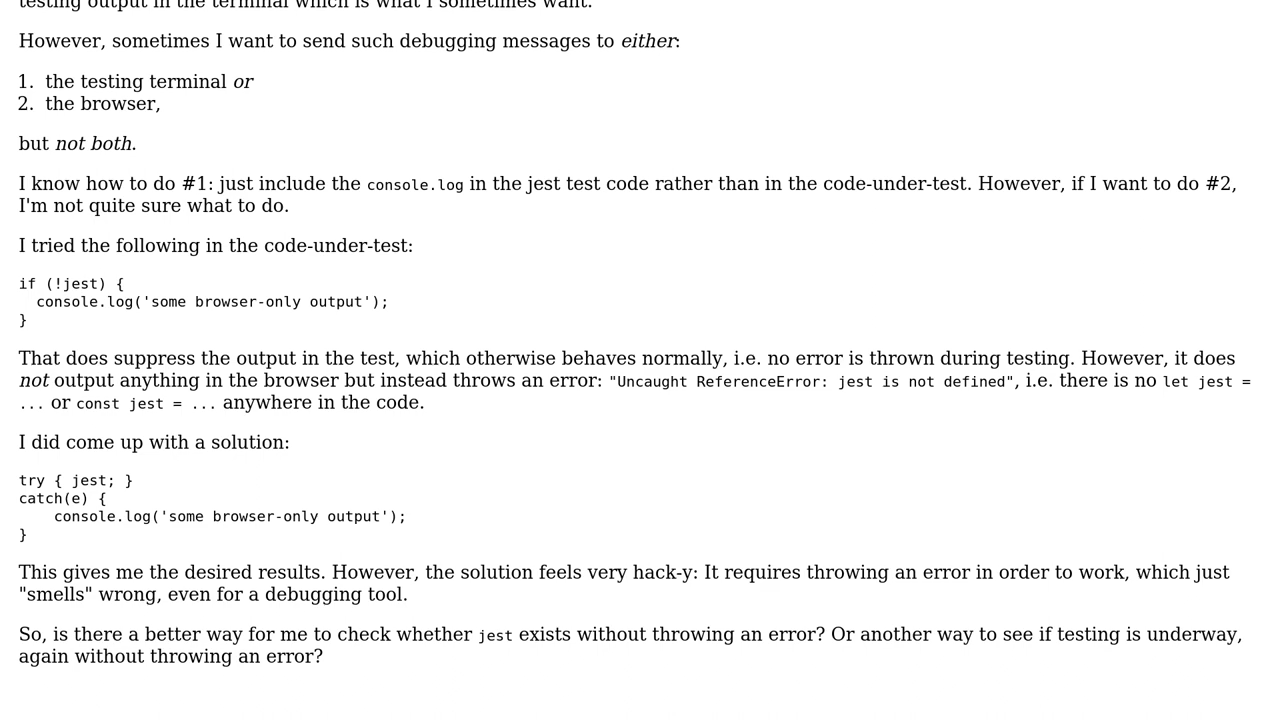 testing output in the terminal which is what I sometimes want.
However, sometimes I want to send such debugging messages to either:
1. the testing terminal or
2. the browser,
but not both.
I know how to do #1: just include the console.log in the jest test code rather than in the code-under-test. However, if I want to do #2,
I'm not quite sure what to do.
I tried the following in the code-under-test:
if (!jest) {
  console.log('some browser-only output');
}
That does suppress the output in the test, which otherwise behaves normally, i.e. no error is thrown during testing. However, it does
not output anything in the browser but instead throws an error: "Uncaught ReferenceError: jest is not defined", i.e. there is no let jest =
... or const jest = ... anywhere in the code.
I did come up with a solution:
try { jest; }
catch(e) {
    console.log('some browser-only output');
}
This gives me the desired results. However, the solution feels very hack-y: It requires throwing an error in order to work, which just
"smells" wrong, even for a debugging tool.
So, is there a better way for me to check whether jest exists without throwing an error? Or another way to see if testing is underway,
again without throwing an error?